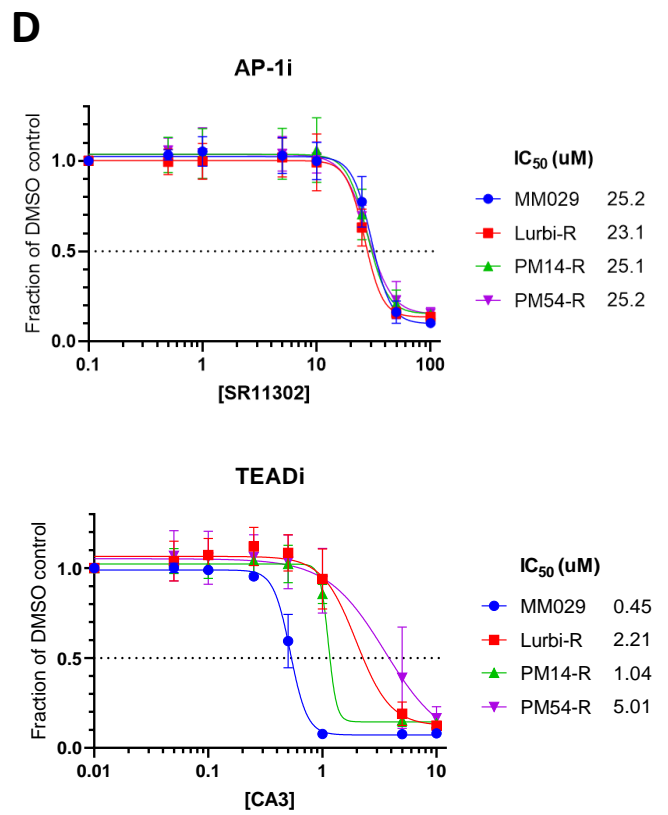 D
AP-1i
Fraction of DMSO control
1.0
0.5
0.0
0.1 1 10 100
[SR11302]
IC50 (uM)
MM029 25.2
Lurbi-R 23.1
PM14-R 25.1
PM54-R 25.2
TEADi
Fraction of DMSO control
1.0
0.5
0.0
0.01 0.1 1 10
[CA3]
IC50 (uM)
MM029 0.45
Lurbi-R 2.21
PM14-R 1.04
PM54-R 5.01